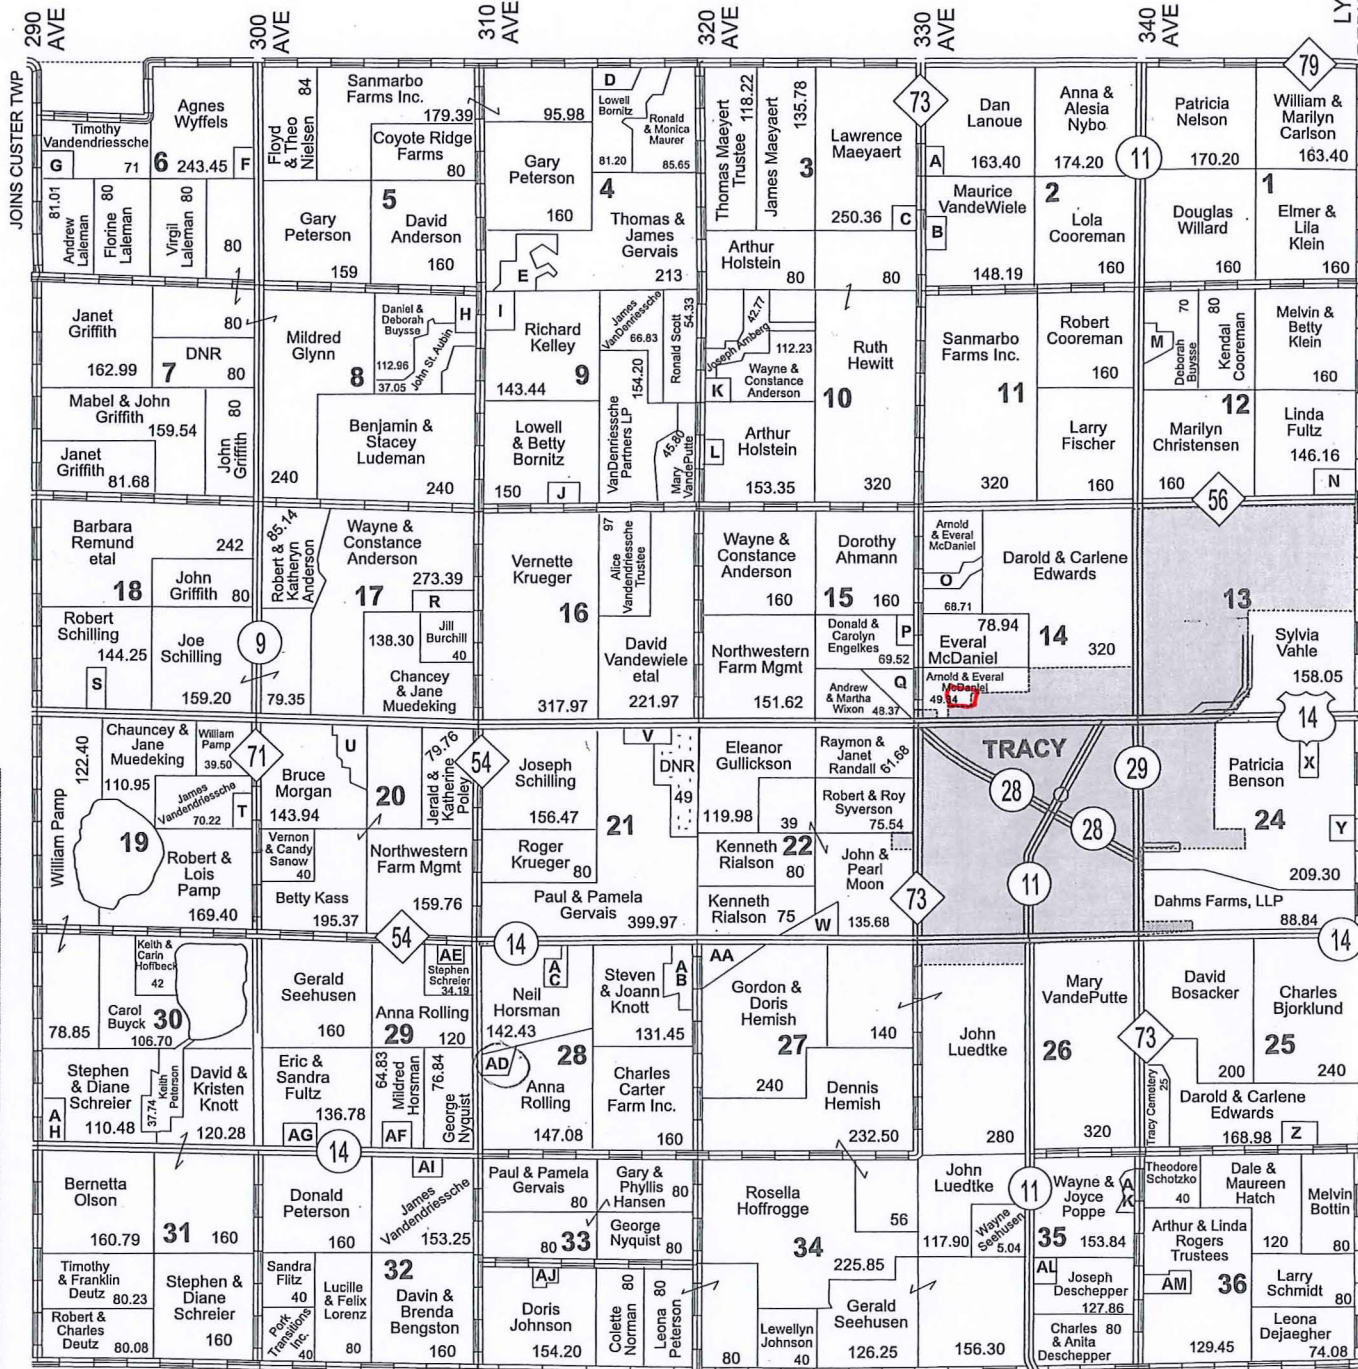 290
AVE
300
AVE
310
AVE
320
AVE
330
AVE
340
AVE
LY
JOINS CUSTER TWP
79
73
11
Timothy
Vandendriessche
71
G
Agnes
Wyffels
6
243.45
F
81.01
Andrew
Laleman
Florine 80
Laleman
Virgil 80
Laleman
80
Floyd
& Theo
Nielsen
84
Sanmarbo
Farms Inc.
179.39
Coyote Ridge
Farms
80
5
Gary
Peterson
159
David
Anderson
160
95.98
D
Lowell
Bornitz
81.20
Ronald
& Monica
Maurer
85.65
Gary
Peterson
160
4
Thomas &
James
Gervais
213
E
Thomas Maeyert
Trustee 118.22
James Maeyaert
135.78
3
Lawrence
Maeyaert
250.36
C
Arthur
Holstein
80
80
Dan
Lanoue
A
163.40
Anna &
Alesia
Nybo
174.20
Maurice
VandeWiele
B
148.19
2
Lola
Cooreman
160
Patricia
Nelson
170.20
William &
Marilyn
Carlson
163.40
1
Douglas
Willard
160
Elmer &
Lila
Klein
160
Janet
Griffith
162.99
80
7
DNR
80
Mabel & John
Griffith
159.54
Janet
Griffith
81.68
John
Griffith
80
Mildred
Glynn
8
240
Daniel &
Deborah
Buysse
H
112.96
37.05
John St. Aubin
Benjamin &
Stacey
Ludeman
240
I
Richard
Kelley
143.44
9
James
VanDenriessche
66.83
Ronald Scott
54.33
154.20
VanDenriessche
Partners LP
45.80
Mary
VandePutte
Lowell
& Betty
Bornitz
150
J
42.77
Joseph Amberg
112.23
K
Wayne &
Constance
Anderson
10
Ruth
Hewitt
320
L
Arthur
Holstein
153.35
Sanmarbo
Farms Inc.
11
320
Robert
Cooreman
160
Larry
Fischer
160
M
Deborah
Buysse
70
Kendal
Cooreman
80
Melvin &
Betty
Klein
160
12
Marilyn
Christensen
160
Linda
Fultz
146.16
N
56
Barbara
Remund
etal
242
18
John
Griffith 80
Robert
Schilling
144.25
S
Joe
Schilling
159.20
9
Robert & 85.14
Katheryn
Anderson
79.35
Wayne &
Constance
Anderson
273.39
17
R
138.30
Jill
Burchill
40
Chancey
& Jane
Muedeking
Vernette
Krueger
16
317.97
97
Alice
Vandendriessche
Trustee
David
Vandewiele
etal
221.97
Wayne &
Constance
Anderson
160
Dorothy
Ahmann
15
160
Northwestern
Farm Mgmt
151.62
Donald &
Carolyn
Engelkes
69.52
P
Andrew
& Martha
Wixon
48.37
Q
Arnold
& Everal
McDaniel
O
68.71
Darold & Carlene
Edwards
78.94
14
320
Everal
McDaniel
Arnold & Everal
McDaniel
13
Sylvia
Vahle
158.05
14
122.40
William Pamp
Chauncey &
Jane
Muedeking
110.95
William
Pamp
39.50
71
James
Vandendriessche
70.22
T
19
Robert &
Lois
Pamp
169.40
Bruce
Morgan
143.94
U
20
Jerald & 79.76
Katherine
Poley
54
Vernon
& Candy
Sanow
40
Betty Kass
195.37
Northwestern
Farm Mgmt
159.76
Joseph
Schilling
156.47
V
DNR
49
21
Roger
Krueger
80
Paul & Pamela
Gervais
399.97
Eleanor
Gullickson
119.98
39
Raymon &
Janet
Randall 61.68
Robert & Roy
Syverson
75.54
Kenneth
Rialson
80
22
Kenneth
Rialson
75
John &
Pearl
Moon
135.68
W
TRACY
28
28
29
11
73
Patricia
Benson
X
24
Y
209.30
Dahms Farms, LLP
88.84
14
54
14
Keith &
Carin
Hoffbeck
42
Carol
Buyck
30
106.70
78.85
Stephen
& Diane
Schreier
A
H
110.48
37.74
Keith
Peterson
David &
Kristen
Knott
120.28
Gerald
Seehusen
160
AE
Stephen
Schreier
34.19
29
Anna Rolling
120
Eric &
Sandra
Fultz
136.78
AG
64.83
Mildred
Horsman
AF
76.84
George
Nyquist
14
Neil
Horsman
142.43
A
C
Steven
& Joann
Knott
131.45
A
B
AD
28
Anna
Rolling
147.08
Charles
Carter
Farm Inc.
160
AA
Gordon &
Doris
Hemish
240
27
140
Dennis
Hemish
232.50
John
Luedtke
280
Mary
VandePutte
26
320
73
David
Bosacker
200
Charles
Bjorklund
25
240
Tracy Cemetery
25
Darold & Carlene
Edwards
168.98
Z
Bernetta
Olson
160.79
31
160
Timothy
& Franklin
Deutz 80.23
Robert &
Charles
Deutz 80.08
Stephen &
Diane
Schreier
160
Donald
Peterson
160
AI
James
Vandendriessche
153.25
Sandra
Flitz
40
Pork
Transitions
Inc.
40
Lucille
& Felix
Lorenz
80
32
Davin &
Brenda
Bengston
160
Paul & Pamela
Gervais
80
Gary &
Phyllis
Hansen
80
80
33
George
Nyquist
80
AJ
Doris
Johnson
154.20
Colette
Norman
80
Leona
Peterson
80
Rosella
Hoffrogge
56
34
225.85
80
Lewellyn
Johnson
40
Gerald
Seehusen
126.25
John
Luedtke
117.90
Wayne
Seehusen
5.04
156.30
11
Wayne &
Joyce
Poppe
A
K
35
153.84
AL
Joseph
Deschepper
127.86
Charles 80
& Anita
Deschepper
Theodore
Schotzko
40
Dale &
Maureen
Hatch
120
Melvin
Bottin
80
Arthur & Linda
Rogers
Trustees
AM
36
129.45
Larry
Schmidt
80
Leona
Dejaegher
74.08